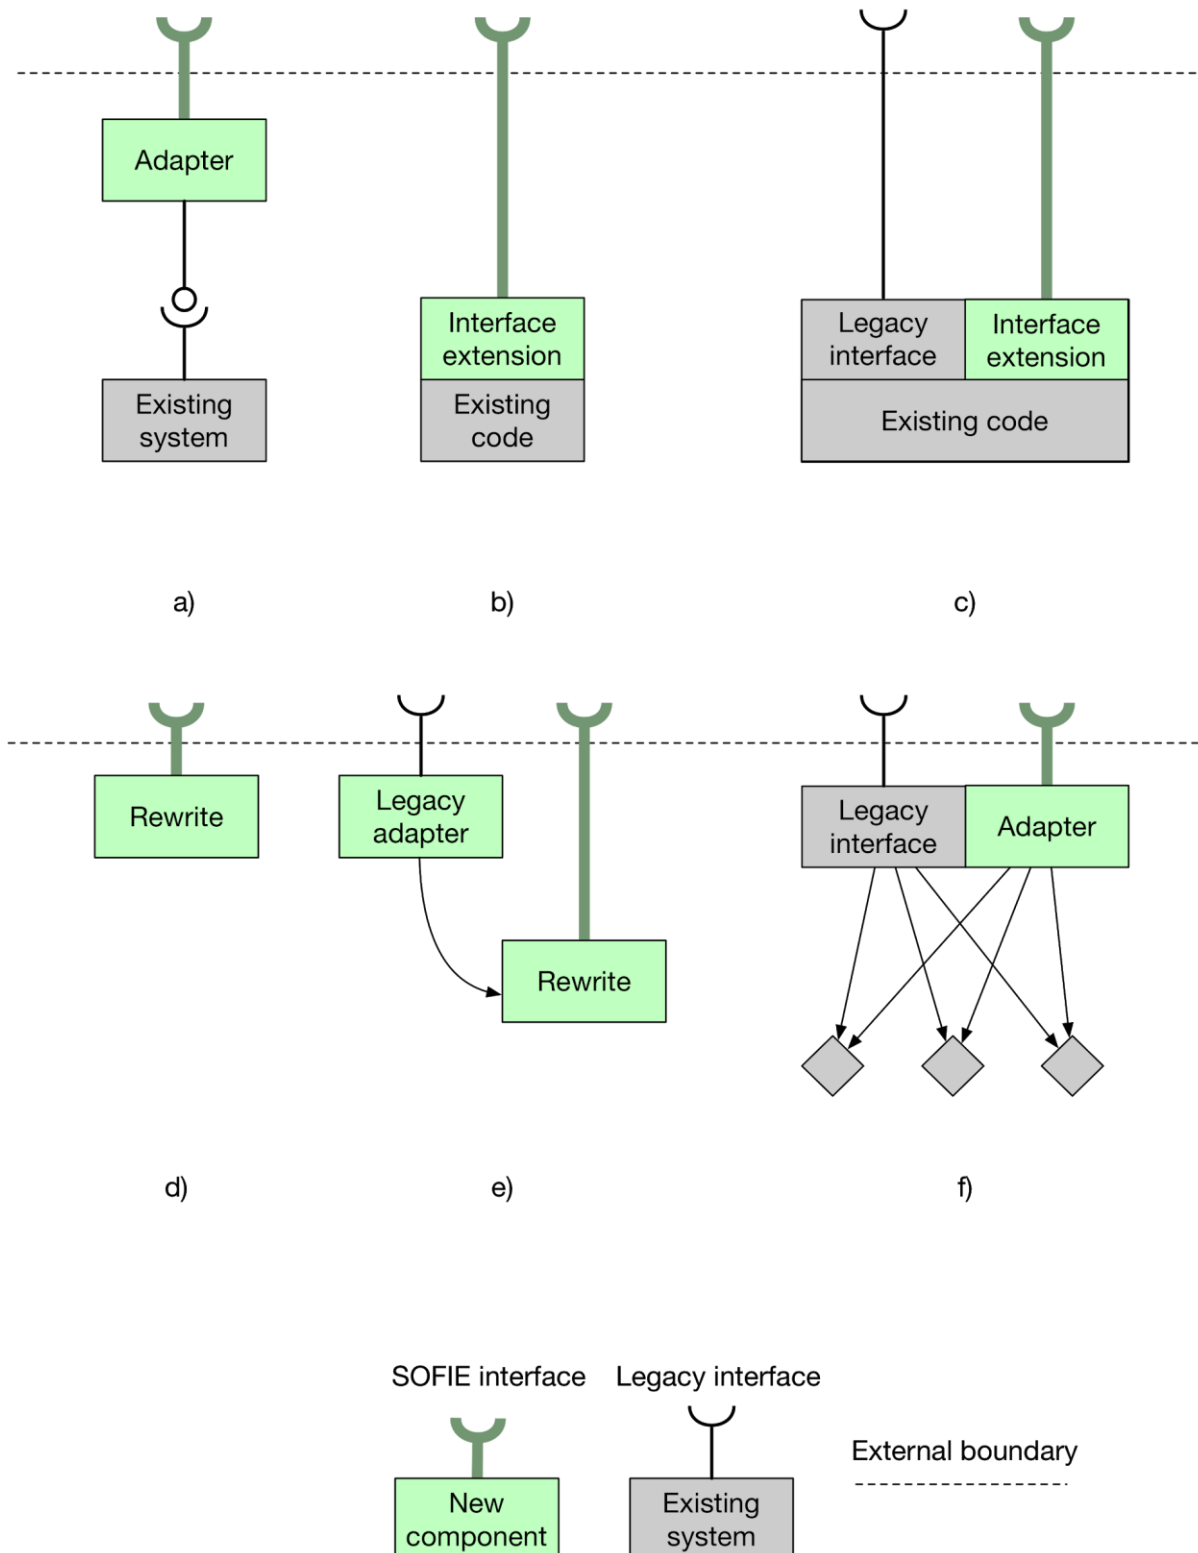 Adapter
Existing
system
a)
Interface
extension
Existing
code
b)
Legacy
interface
Interface
extension
Existing code
c)
Rewrite
d)
Legacy
adapter
Rewrite
e)
Legacy
interface
Adapter
f)
SOFIE interface
New
component
Legacy interface
Existing
system
External boundary